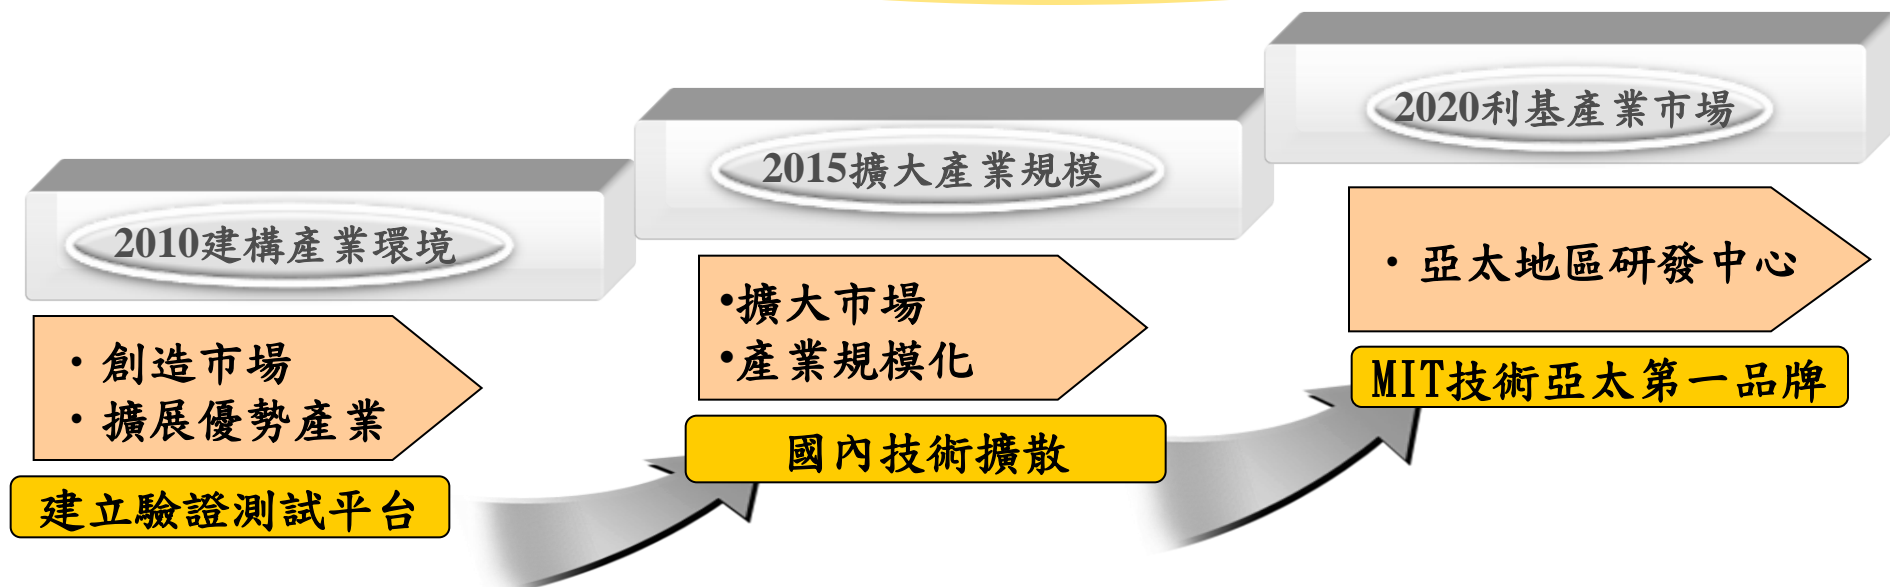 2010建構產業環境
・創造市場
・擴展優勢產業
建立驗證測試平台
2015擴大產業規模
•擴大市場
•產業規模化
國內技術擴散
2020利基產業市場
・亞太地區研發中心
MIT技術亞太第一品牌